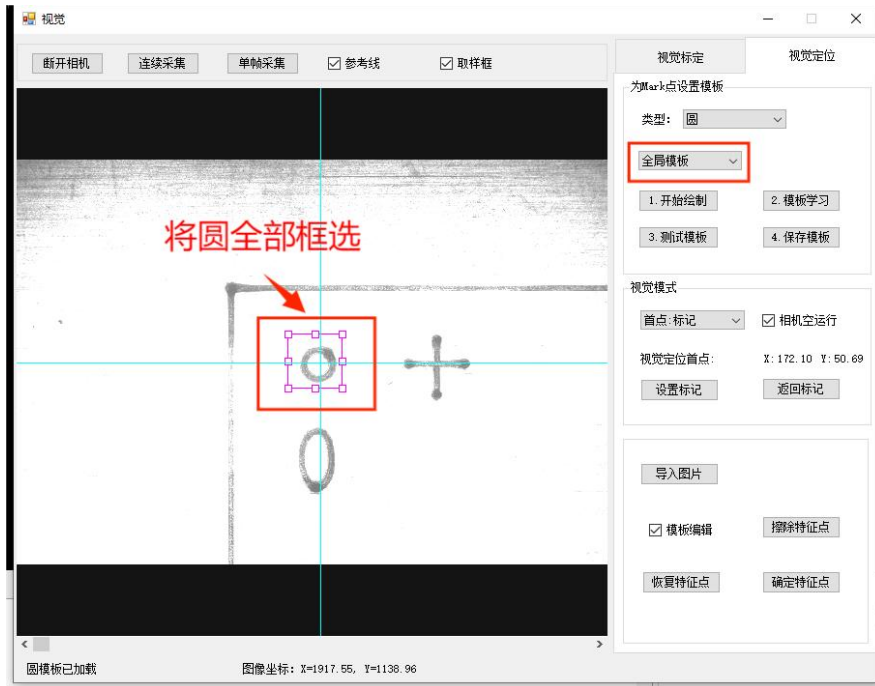 视觉
断开相机 连续采集 单帧采集 参考线 取样框
视觉标定 视觉定位
为Mark点设置模板
类型: 圆
全局模板
1.开始绘制 2.模板学习
3.测试模板 4.保存模板
将圆全部框选
视觉模式
首点:标记 相机空运行
视觉定位首点: X:172.10 Y:50.69
设置标记 返回标记
导入图片
模板编辑 擦除特征点
恢复特征点 确定特征点
圆模板已加载 图像坐标: X=1917.55, Y=1138.96